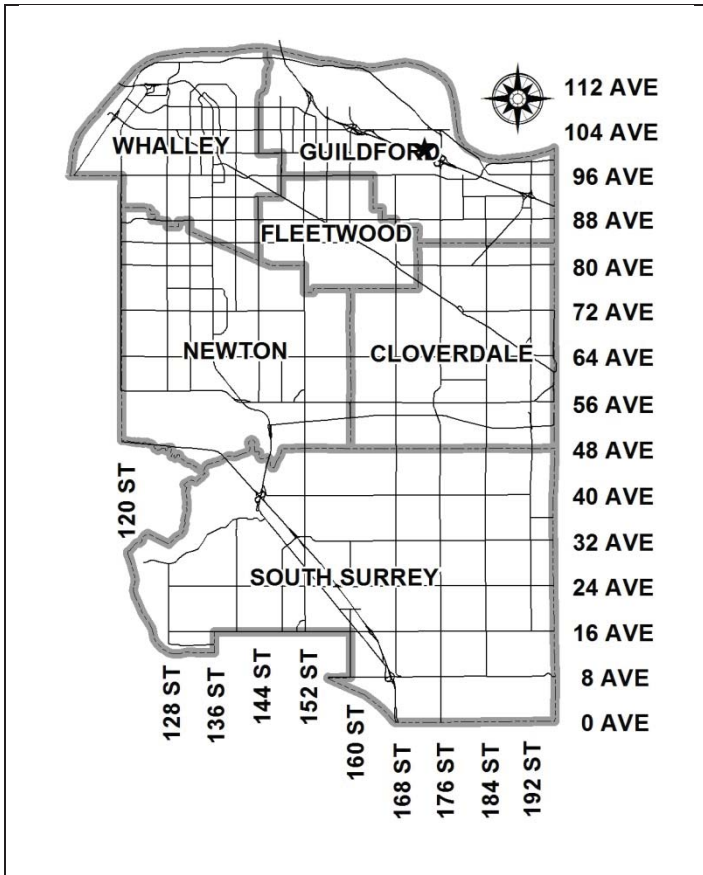 112 AVE
104 AVE
WHALLEY
GUILDFORD
96 AVE
88 AVE
FLEETWOOD
80 AVE
72 AVE
NEWTON
CLOVERDALE
64 AVE
56 AVE
48 AVE
120 ST
40 AVE
32 AVE
SOUTH SURREY
24 AVE
16 AVE
128 ST
136 ST
144 ST
152 ST
160 ST
8 AVE
0 AVE
168 ST
176 ST
184 ST
192 ST